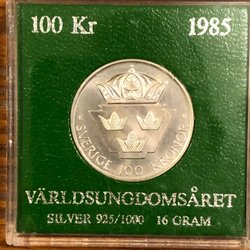 100 Kr 1985
SVERIGE 100 KRONOR
VÄRLDSUNGDOMSÅRET
SILVER 925/1000 16 GRAM